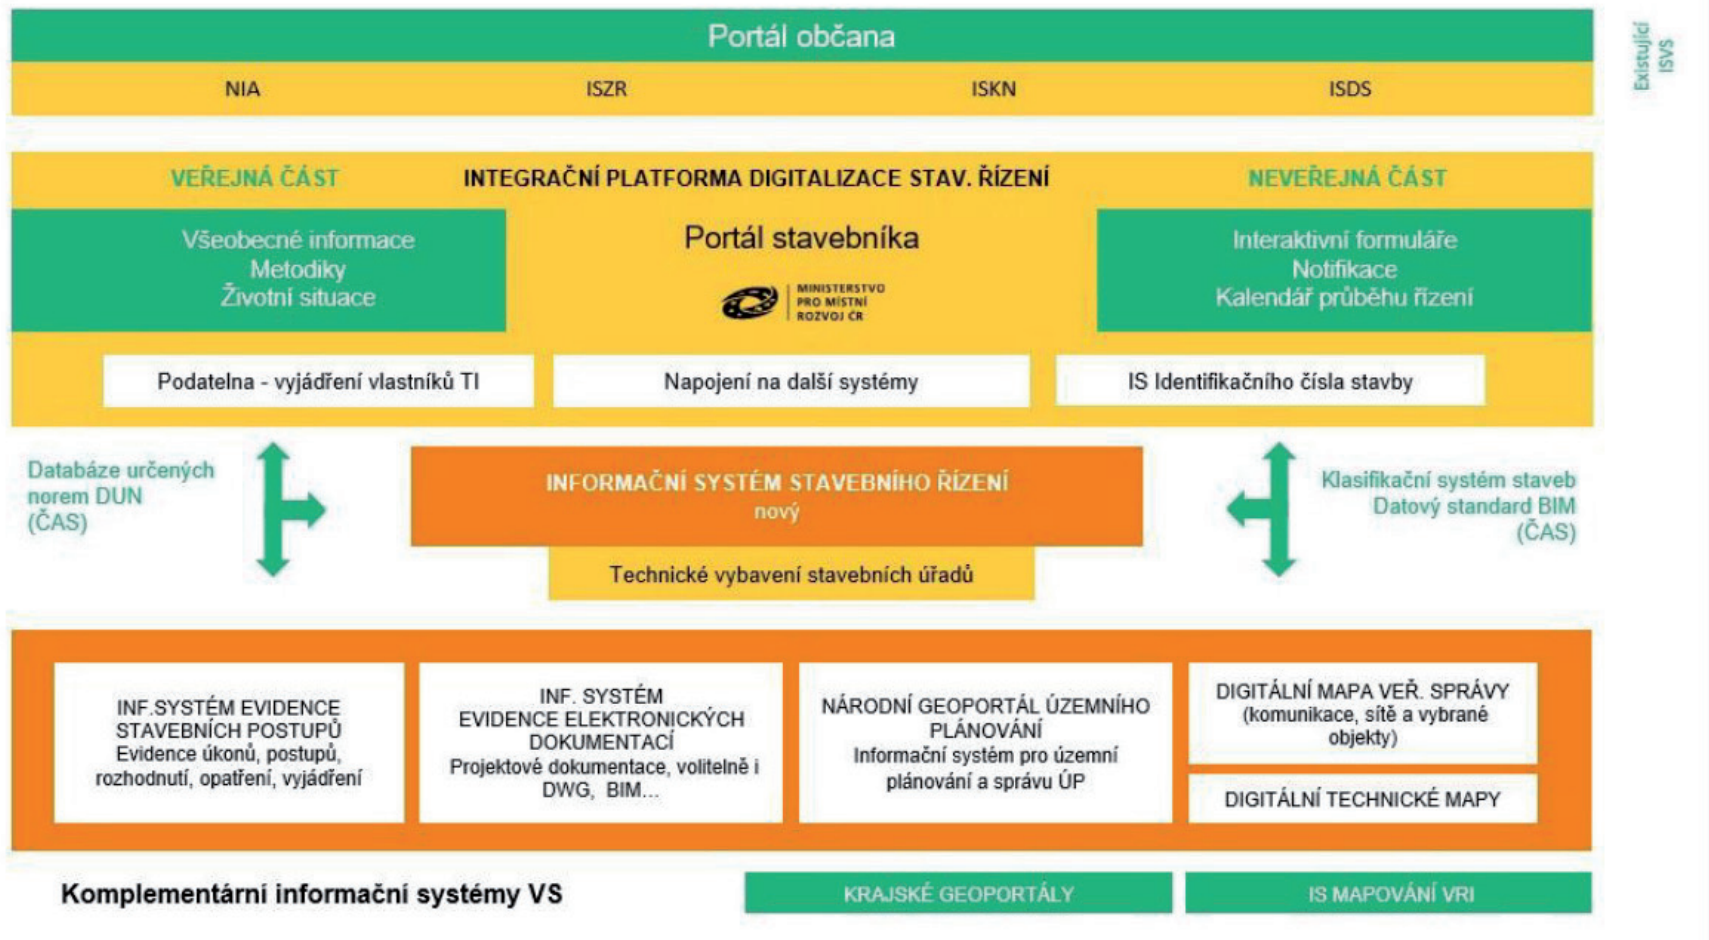 Portál občana
Existující
ISVS
NIA
ISZR
ISKN
ISDS
VEŘEJNÁ ČÁST
INTEGRAČNÍ PLATFORMA DIGITALIZACE STAV. ŘÍZENÍ
NEVEŘEJNÁ ČÁST
Všeobecné informace
Metodiky
Životní situace
Portál stavebníka
MINISTERSTVO
PRO MÍSTNÍ
ROZVOJ ČR
Interaktivní formuláře
Notifikace
Kalendář průběhu řízení
Podatelna - vyjádření vlastníků TI
Napojení na další systémy
IS Identifikačního čísla stavby
Databáze určených
norem DUN
(ČAS)
INFORMAČNÍ SYSTÉM STAVEBNÍHO ŘÍZENÍ
nový
Technické vybavení stavebních úřadů
Klasifikační systém staveb
Datový standard BIM
(ČAS)
INF.SYSTÉM EVIDENCE
STAVEBNÍCH POSTUPŮ
Evidence úkonů, postupů,
rozhodnutí, opatření, vyjádření
INF. SYSTÉM
EVIDENCE ELEKTRONICKÝCH
DOKUMENTACÍ
Projektové dokumentace, volitelně i
DWG, BIM...
NÁRODNÍ GEOPORTÁL ÚZEMNÍHO
PLÁNOVÁNÍ
Informační systém pro územní
plánování a správu ÚP
DIGITÁLNÍ MAPA VEŘ. SPRÁVY
(komunikace, sítě a vybrané
objekty)
DIGITÁLNÍ TECHNICKÉ MAPY
Komplementární informační systémy VS
KRAJSKÉ GEOPORTÁLY
IS MAPOVÁNÍ VRI